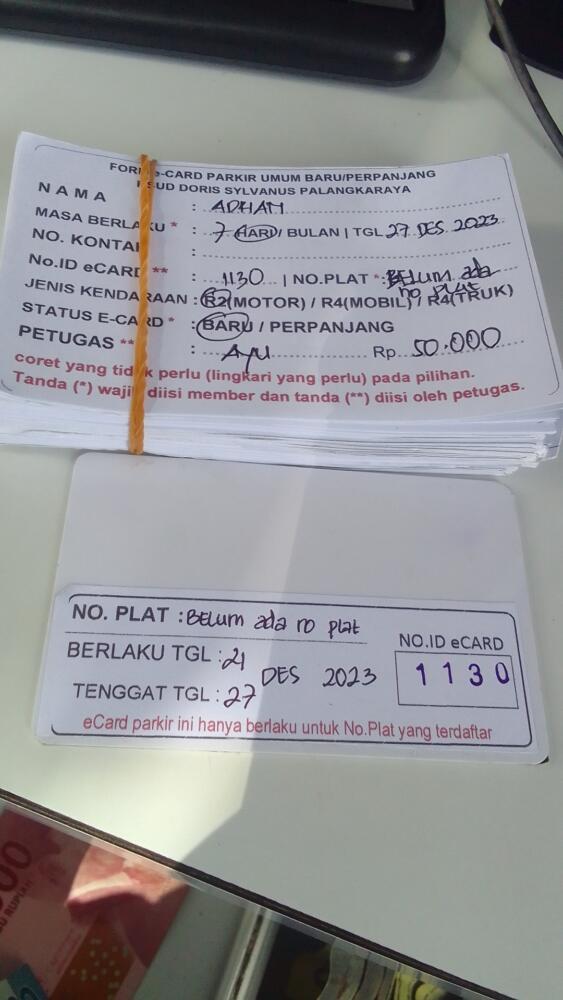 FORM e-CARD PARKIR UMUM BARU/PERPANJANG
RSUD DORIS SYLVANUS PALANGKARAYA
NAMA : ADHAM
MASA BERLAKU * : 7 HARI / BULAN | TGL 27 DES 2023
NO. KONTAK :
No.ID eCARD ** : 1130 | NO.PLAT * : BELUM ada no plat
JENIS KENDARAAN : R2(MOTOR) / R4(MOBIL) / R4(TRUK)
STATUS E-CARD * : BARU / PERPANJANG
PETUGAS ** : AYU Rp. 50.000
coret yang tidak perlu (lingkari yang perlu) pada pilihan.
Tanda (*) wajib diisi member dan tanda (**) diisi oleh petugas.
NO. PLAT : BELUM ada no plat
BERLAKU TGL : 21 DES 2023
TENGGAT TGL : 27
NO.ID eCARD
1130
eCard parkir ini hanya berlaku untuk No.Plat yang terdaftar